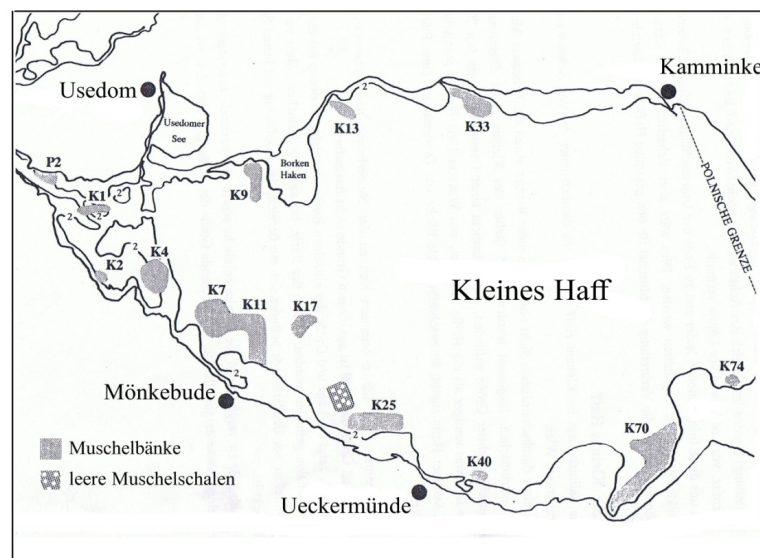 Kamminke
Usedom
2
Usedomer
See
K13
K33
Borken
Haken
P2
K9
2
K1
2
2
2
POLNISCHE GRENZE
K2
2
K4
Kleines Haff
K7
K11
K17
2
K74
Mönkebude
K25
2
K70
Muschelbänke
K40
leere Muschelschalen
Ueckermünde